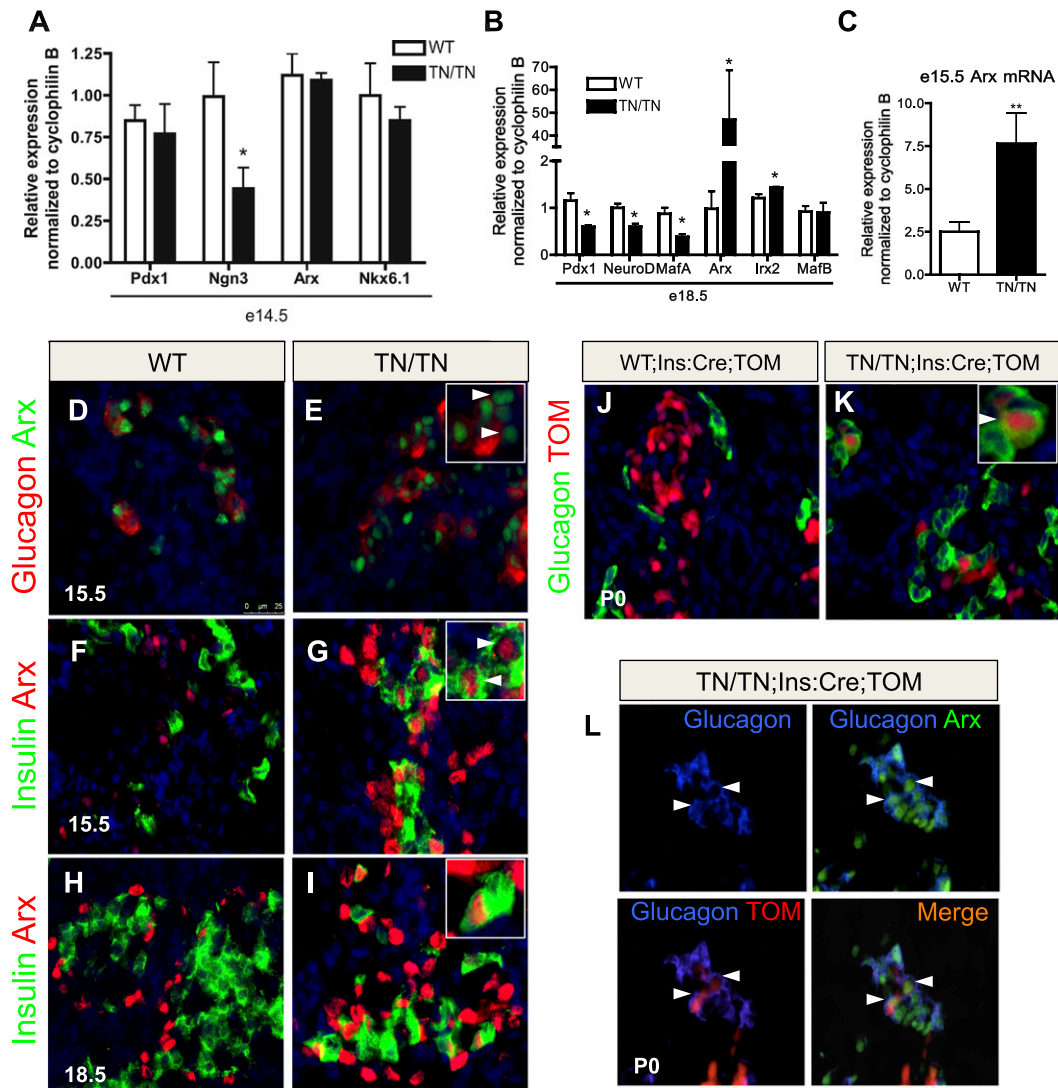 A
Relative expression
normalized to cyclophilin B
1.25
1.00
0.75
0.50
0.25
0.00
WT
TN/TN
*
Pdx1 Ngn3 Arx Nkx6.1
e14.5
B
Relative expression
normalized to cyclophilin B
70
60
50
40
30
20
2
1
0
WT
TN/TN
* * * * *
Pdx1 NeuroD MafA Arx Irx2 MafB
e18.5
C
e15.5 Arx mRNA
Relative expression
normalized to cyclophilin B
10.0
7.5
5.0
2.5
0.0
**
WT TN/TN
WT
TN/TN
Glucagon Arx
D
15.5
0 µm 25
E
Insulin Arx
F
15.5
G
Insulin Arx
H
18.5
I
WT;Ins:Cre;TOM
TN/TN;Ins:Cre;TOM
Glucagon TOM
J
P0
K
TN/TN;Ins:Cre;TOM
L
Glucagon
Glucagon Arx
Glucagon TOM
Merge
P0